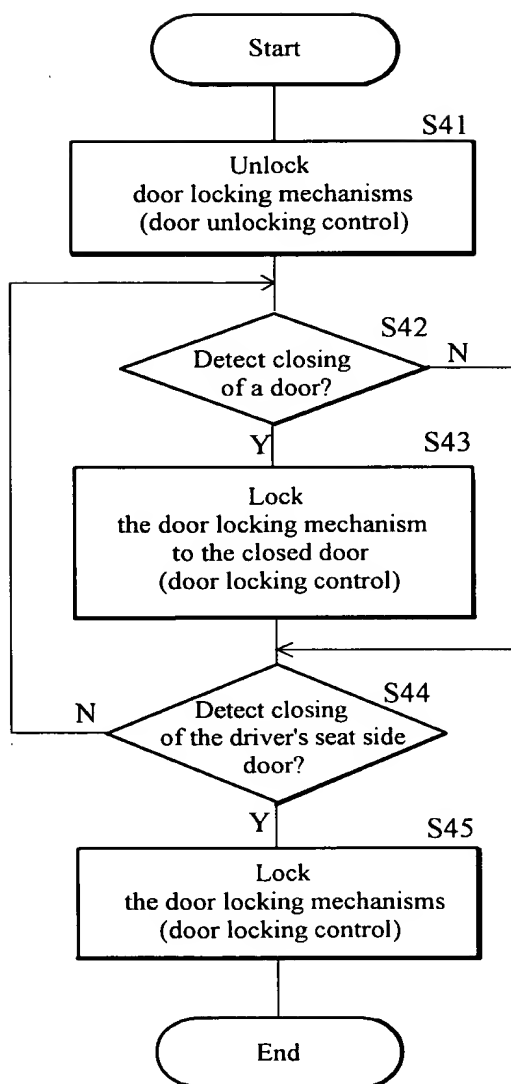 Start
S41
Unlock
door locking mechanisms
(door unlocking control)
S42
Detect closing
of a door?
N
Y
S43
Lock
the door locking mechanism
to the closed door
(door locking control)
S44
Detect closing
of the driver's seat side
door?
N
Y
S45
Lock
the door locking mechanisms
(door locking control)
End